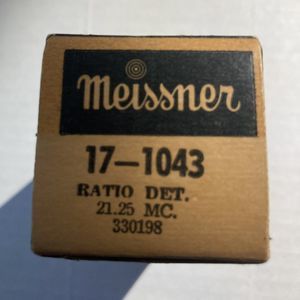 Meissner
17-1043
RATIO DET.
21.25 MC.
330198